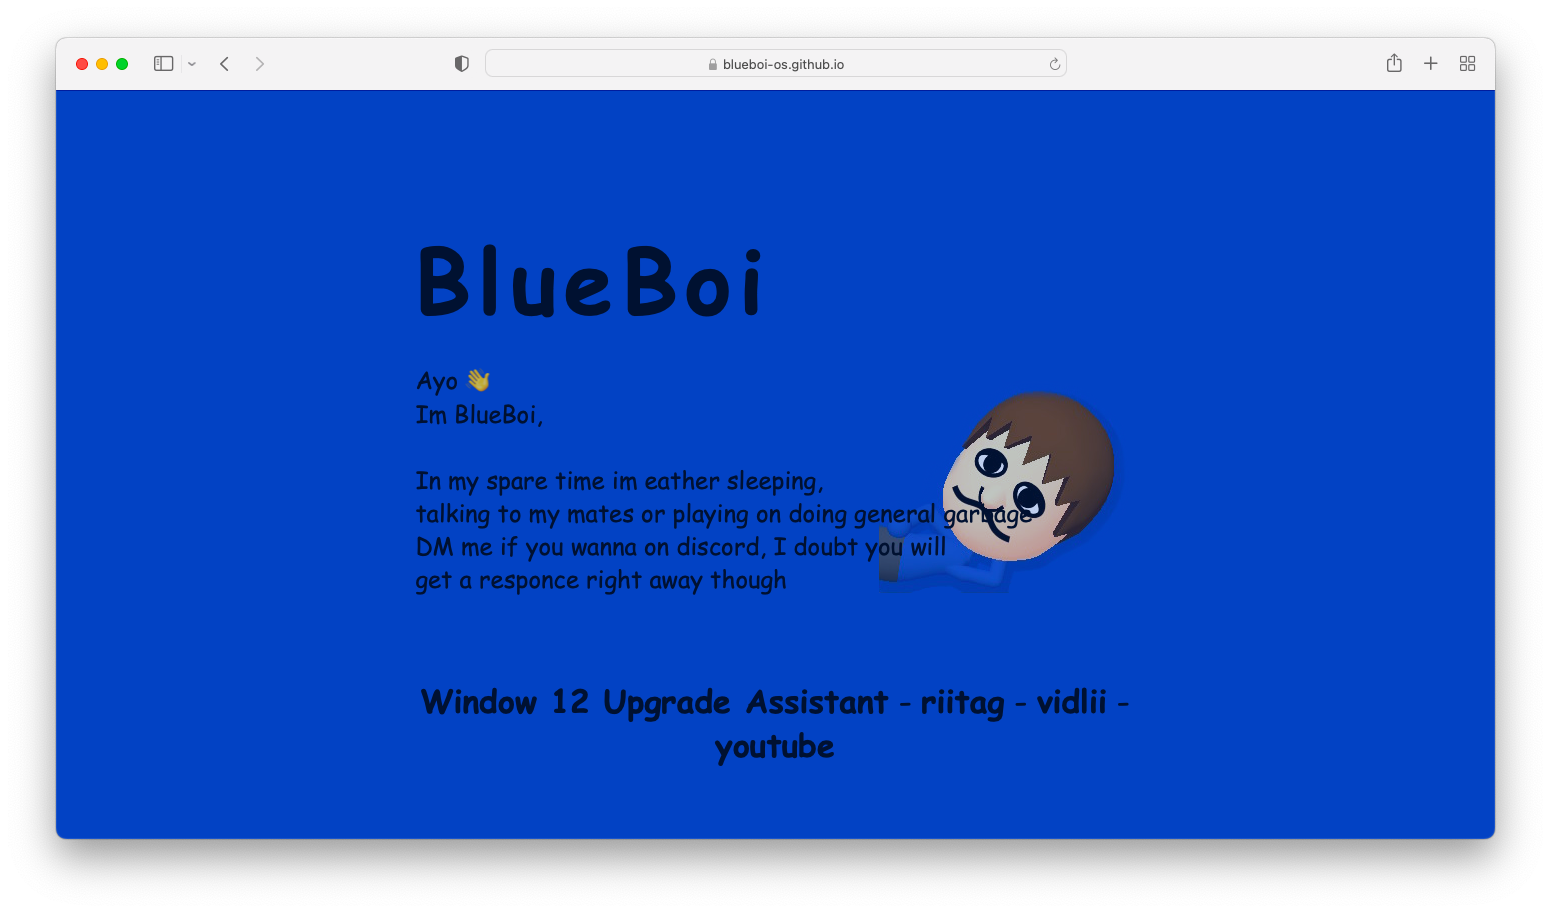 blueboi-os.github.io
BlueBoi
Ayo 👋
Im BlueBoi,
In my spare time im eather sleeping,
talking to my mates or playing on doing general garbage
DM me if you wanna on discord, I doubt you will
get a responce right away though
Window 12 Upgrade Assistant - riitag - vidlii -
youtube